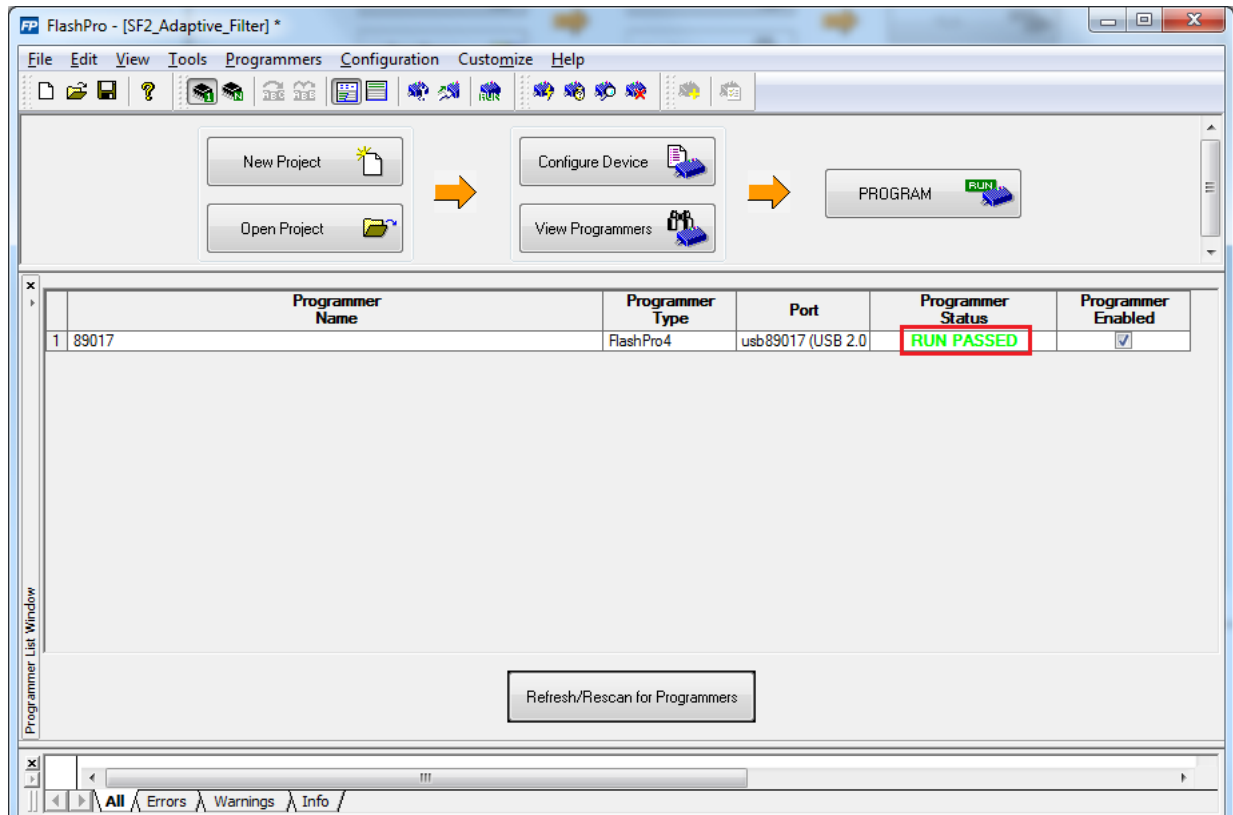 FP FlashPro - [SF2_Adaptive_Filter] *
File Edit View Tools Programmers Configuration Customize Help
New Project
Configure Device
PROGRAM
RUN
Open Project
View Programmers
Programmer Name
Programmer Type
Port
Programmer Status
Programmer Enabled
1 89017 FlashPro4 usb89017 (USB 2.0 RUN PASSED
Programmer List Window
Refresh/Rescan for Programmers
All Errors Warnings Info